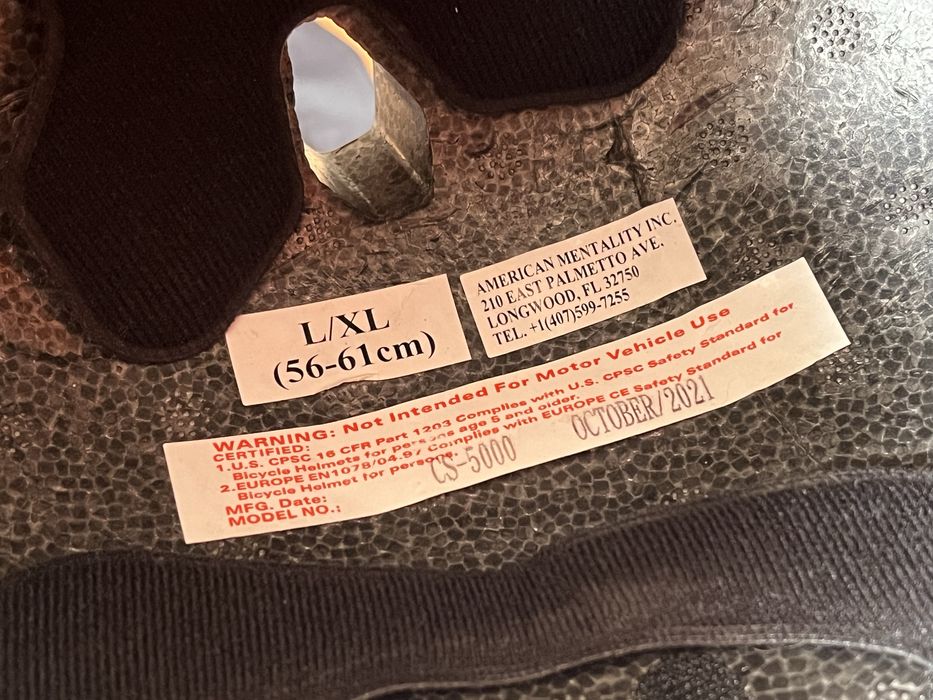 L/XL
(56-61cm)
AMERICAN MENTALITY INC.
210 EAST PALMETTO AVE.
LONGWOOD, FL 32750
TEL. +1(407)599-7255
WARNING: Not Intended For Motor Vehicle Use
CERTIFIED:
1.U.S. CPSC 16 CFR Part 1203 Complies with U.S. CPSC Safety Standard for
Bicycle Helmets for persons age 5 and older.
2.EUROPE EN1078/04.97 Complies with EUROPE CE Safety Standard for
Bicycle Helmet for person.
MFG. Date:
MODEL NO.:
CS-5000
OCTOBER/2021